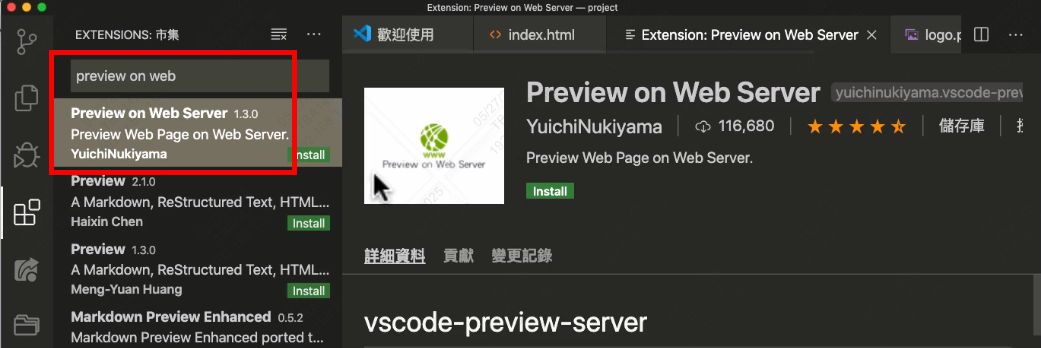 Extension: Preview on Web Server — project
EXTENSIONS: 市集
歡迎使用
index.html
Extension: Preview on Web Server
logo.p
preview on web
Preview on Web Server 1.3.0
Preview Web Page on Web Server.
YuichiNukiyama Install
Preview 2.1.0
A Markdown, ReStructured Text, HTML...
Haixin Chen Install
Preview 1.3.0
A Markdown, ReStructured Text, HTML...
Meng-Yuan Huang Install
Markdown Preview Enhanced 0.5.2
Markdown Preview Enhanced ported t...
www
Preview on Web Server
Preview on Web Server yuichinukiyama.vscode-prev
YuichiNukiyama 116,680 儲存庫
Preview Web Page on Web Server.
Install
詳細資料 貢獻 變更記錄
vscode-preview-server